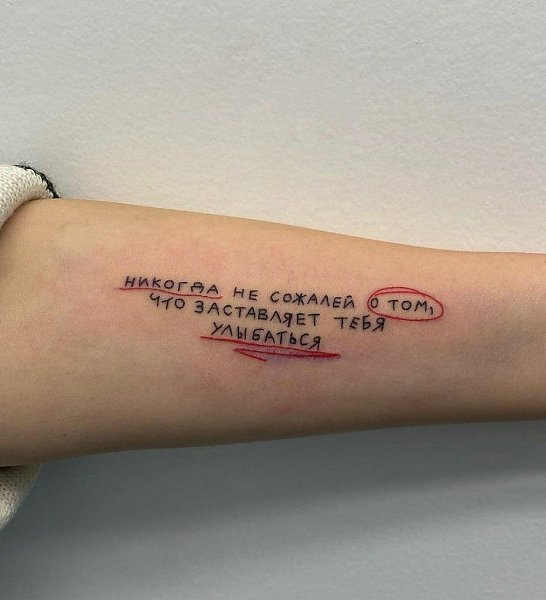 НИКОГДА НЕ СОЖАЛЕЙ О ТОМ,
ЧТО ЗАСТАВЛЯЕТ ТЕБЯ
УЛЫБАТЬСЯ